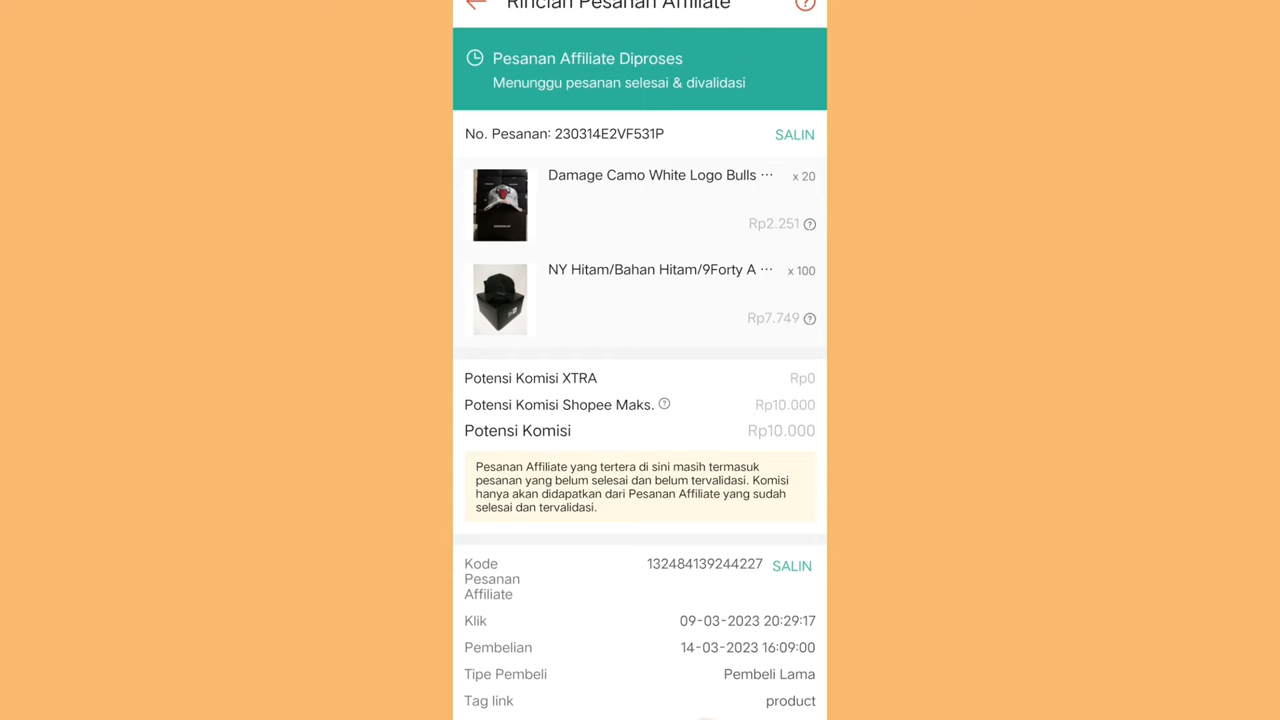 Rincian Pesanan Affiliate
Pesanan Affiliate Diproses
Menunggu pesanan selesai & divalidasi
No. Pesanan: 230314E2VF531P SALIN
Damage Camo White Logo Bulls ... x 20
Rp2.251 ?
NY Hitam/Bahan Hitam/9Forty A ... x 100
Rp7.749 ?
Potensi Komisi XTRA Rp0
Potensi Komisi Shopee Maks. ? Rp10.000
Potensi Komisi Rp10.000
Pesanan Affiliate yang tertera di sini masih termasuk
pesanan yang belum selesai dan belum tervalidasi. Komisi
hanya akan didapatkan dari Pesanan Affiliate yang sudah
selesai dan tervalidasi.
Kode 132484139244227 SALIN
Pesanan
Affiliate
Klik 09-03-2023 20:29:17
Pembelian 14-03-2023 16:09:00
Tipe Pembeli Pembeli Lama
Tag link product